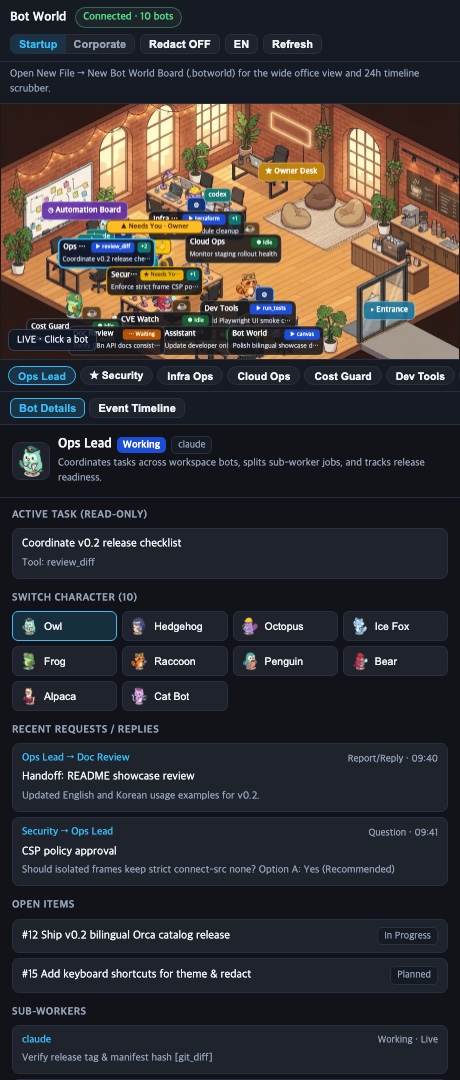 Bot World
Connected · 10 bots
Startup
Corporate
Redact OFF
EN
Refresh
Open New File → New Bot World Board (.botworld) for the wide office view and 24h timeline
scrubber.
★ Owner Desk
codex
Automation Board
Infra ···
▶ terraform
+1
▲ Needs You · Owner
ule cleanup
Ops ···
▶ review_diff
+2
Coordinate v0.2 release che···
Cloud Ops
● Idle
Monitor staging rollout health
Secur···
★ Needs Yo···
+1
Enforce strict frame CSP po···
Dev Tools
▶ run_tests
d Playwright UI smoke c···
▸ Entrance
Cost Guard
CVE Watch
● Idle
LIVE · Click a bot
view
··· Waiting
n API docs consist···
Assistant
Update developer on
Bot World
▶ canvas
Polish bilingual showcase d···
Ops Lead
★ Security
Infra Ops
Cloud Ops
Cost Guard
Dev Tools
Bot Details
Event Timeline
Ops Lead
Working
claude
Coordinates tasks across workspace bots, splits sub-worker jobs, and tracks release
readiness.
ACTIVE TASK (READ-ONLY)
Coordinate v0.2 release checklist
Tool: review_diff
SWITCH CHARACTER (10)
Owl
Hedgehog
Octopus
Ice Fox
Frog
Raccoon
Penguin
Bear
Alpaca
Cat Bot
RECENT REQUESTS / REPLIES
Ops Lead → Doc Review
Report/Reply · 09:40
Handoff: README showcase review
Updated English and Korean usage examples for v0.2.
Security → Ops Lead
Question · 09:41
CSP policy approval
Should isolated frames keep strict connect-src none? Option A: Yes (Recommended)
OPEN ITEMS
#12 Ship v0.2 bilingual Orca catalog release
In Progress
#15 Add keyboard shortcuts for theme & redact
Planned
SUB-WORKERS
claude
Working · Live
Verify release tag & manifest hash [git_diff]